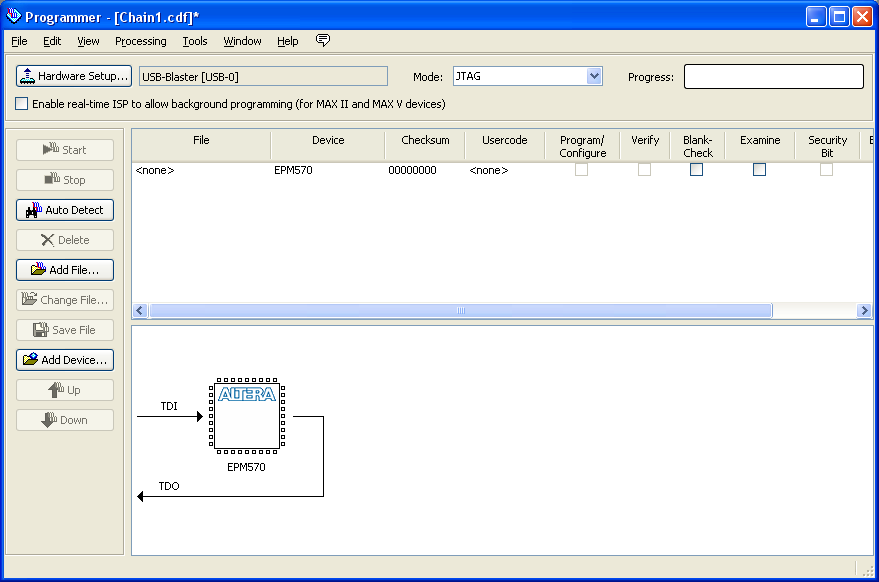 Programmer - [Chain1.cdf]*
File Edit View Processing Tools Window Help
Hardware Setup... USB-Blaster [USB-0] Mode: JTAG Progress:
Enable real-time ISP to allow background programming (for MAX II and MAX V devices)
Start
Stop
Auto Detect
Delete
Add File...
Change File...
Save File
Add Device...
Up
Down
File Device Checksum Usercode Program/ Verify Blank- Examine Security E
Configure Check Bit
<none> EPM570 00000000 <none>
ALTERA
TDI
EPM570
TDO